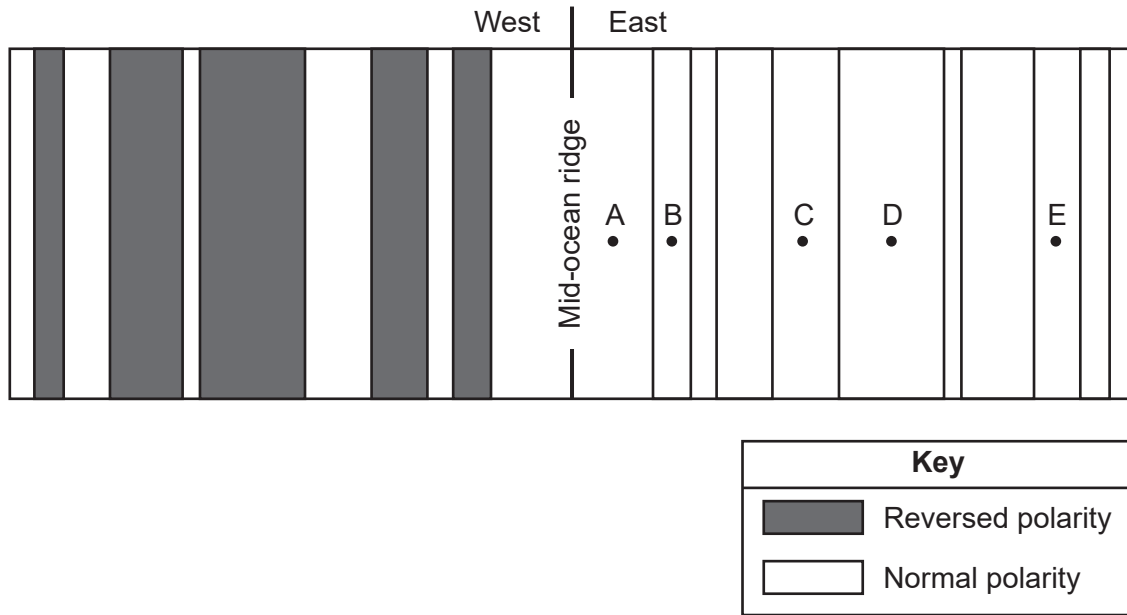 West East
Mid-ocean ridge
A B C D E
Key
Reversed polarity
Normal polarity